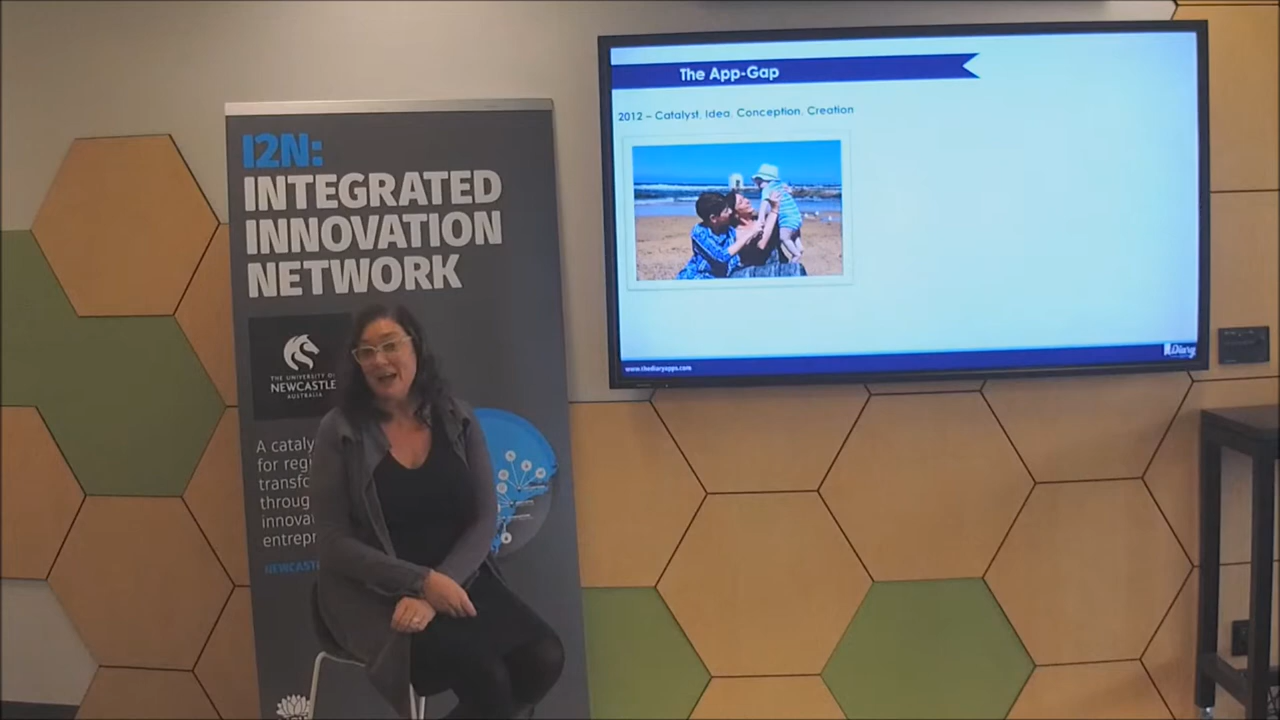 I2N:
INTEGRATED
INNOVATION
NETWORK
THE UNIVERSITY OF
NEWCASTLE
AUSTRALIA
A cataly
for regi
transfo
throug
innova
entrepr
NEWCASTL
The App-Gap
2012 – Catalyst, Idea, Conception, Creation
www.thediaryapps.com
Diary